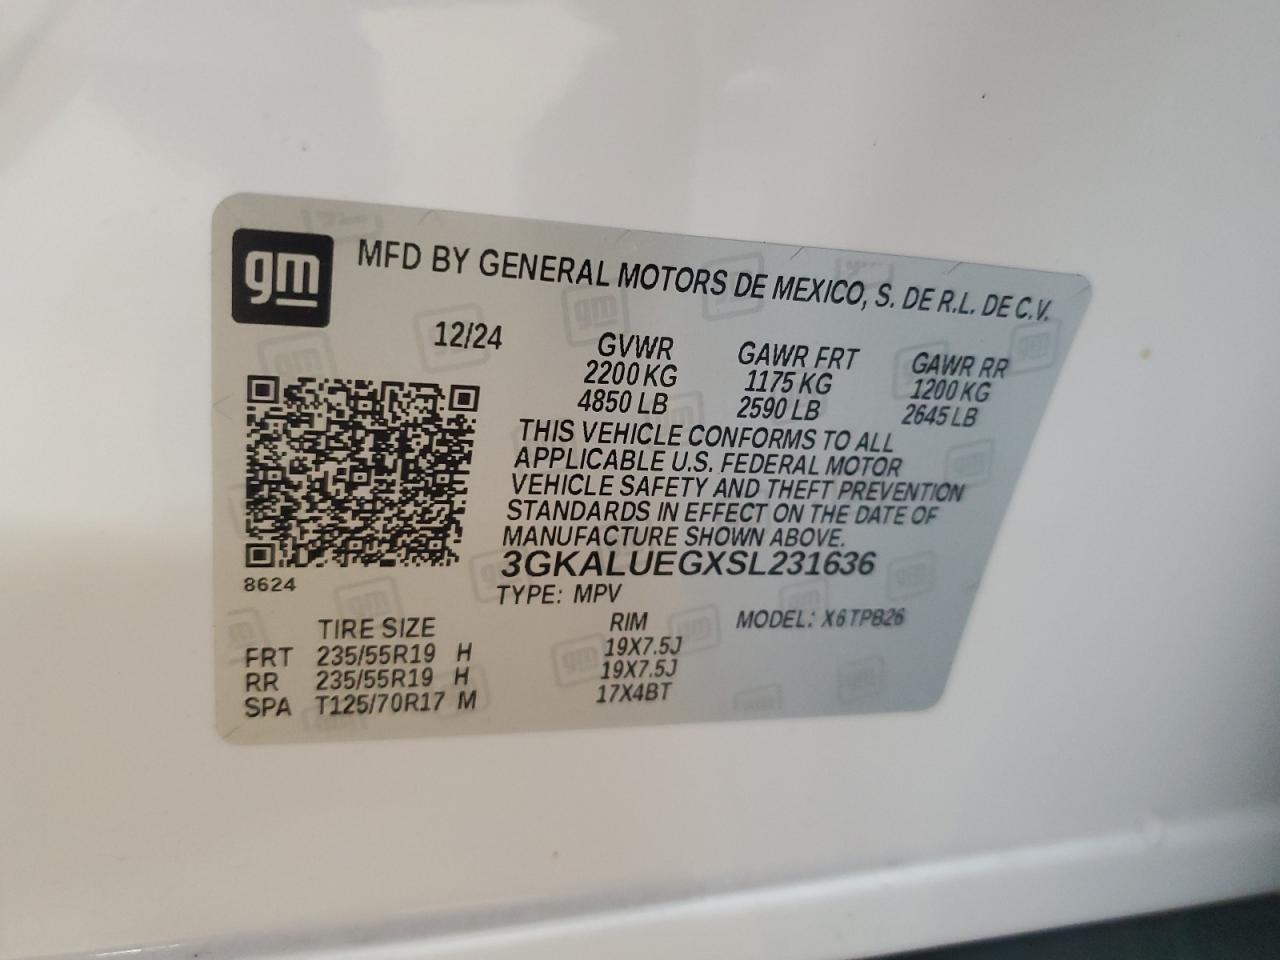 gm MFD BY GENERAL MOTORS DE MEXICO, S. DE R.L. DE C.V.
12/24 GVWR GAWR FRT GAWR RR
2200 KG 1175 KG 1200 KG
4850 LB 2590 LB 2645 LB
THIS VEHICLE CONFORMS TO ALL
APPLICABLE U.S. FEDERAL MOTOR
VEHICLE SAFETY AND THEFT PREVENTION
STANDARDS IN EFFECT ON THE DATE OF
MANUFACTURE SHOWN ABOVE.
3GKALUEGXSL231636
8624
TYPE: MPV
TIRE SIZE RIM MODEL: X6TPB26
FRT 235/55R19 H 19X7.5J
RR 235/55R19 H 19X7.5J
SPA T125/70R17 M 17X4BT